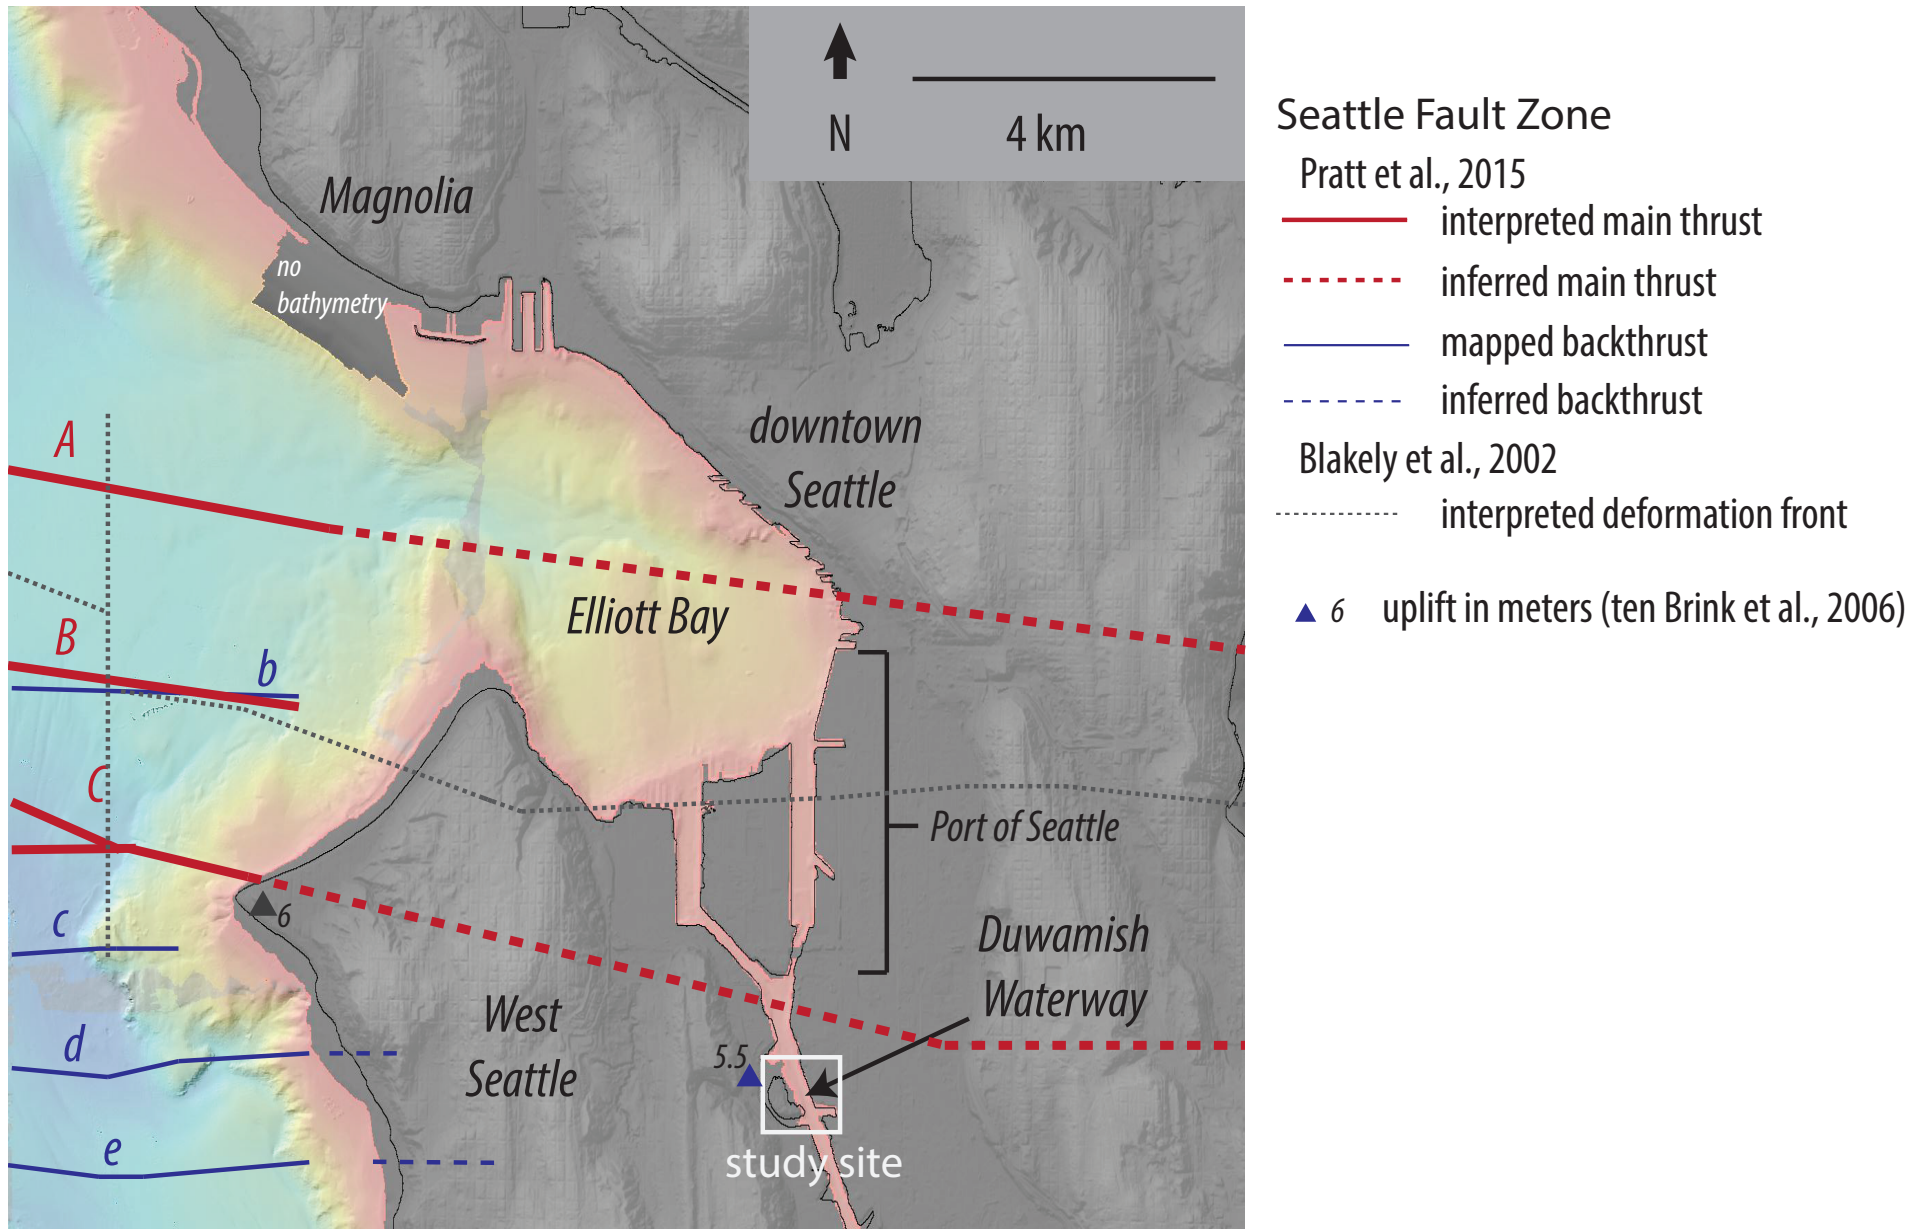 N
4 km
Magnolia
no
bathymetry
A
downtown
Seattle
Elliott Bay
B
b
C
Port of Seattle
6
c
Duwamish
Waterway
West
Seattle
d
5.5
e
study site
Seattle Fault Zone
Pratt et al., 2015
interpreted main thrust
inferred main thrust
mapped backthrust
inferred backthrust
Blakely et al., 2002
interpreted deformation front
6 uplift in meters (ten Brink et al., 2006)